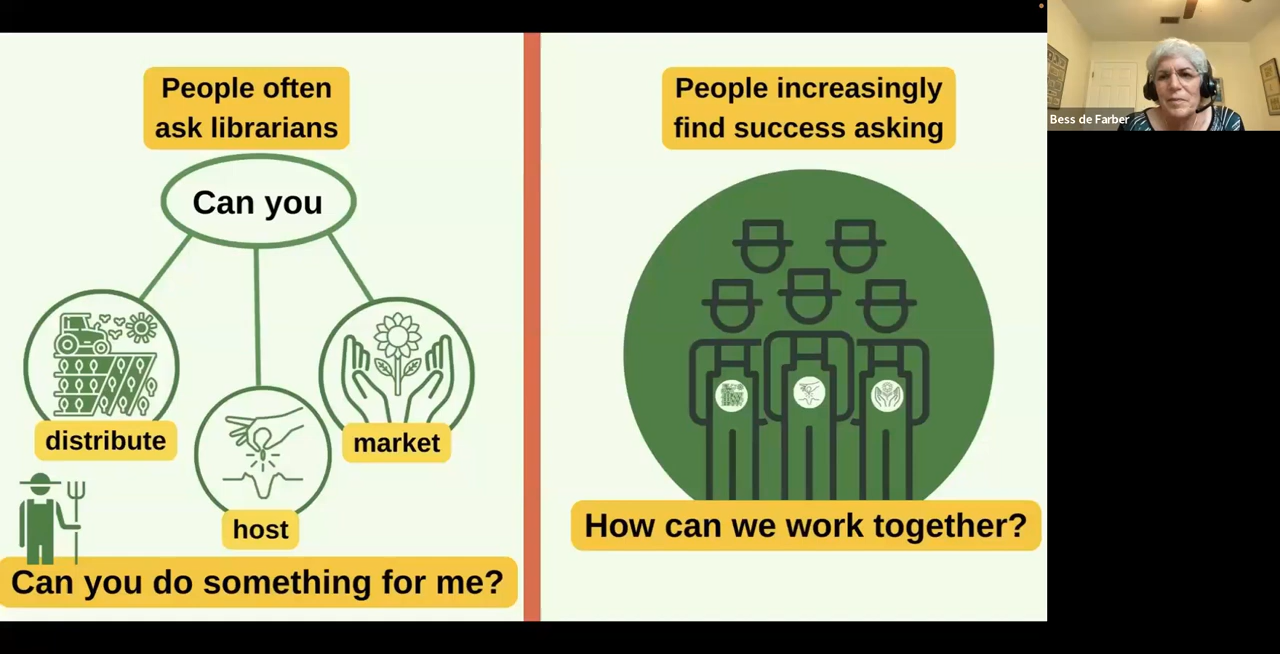 People often
ask librarians
Can you
distribute
market
host
Can you do something for me?
People increasingly
find success asking
How can we work together?
Bess de Farber